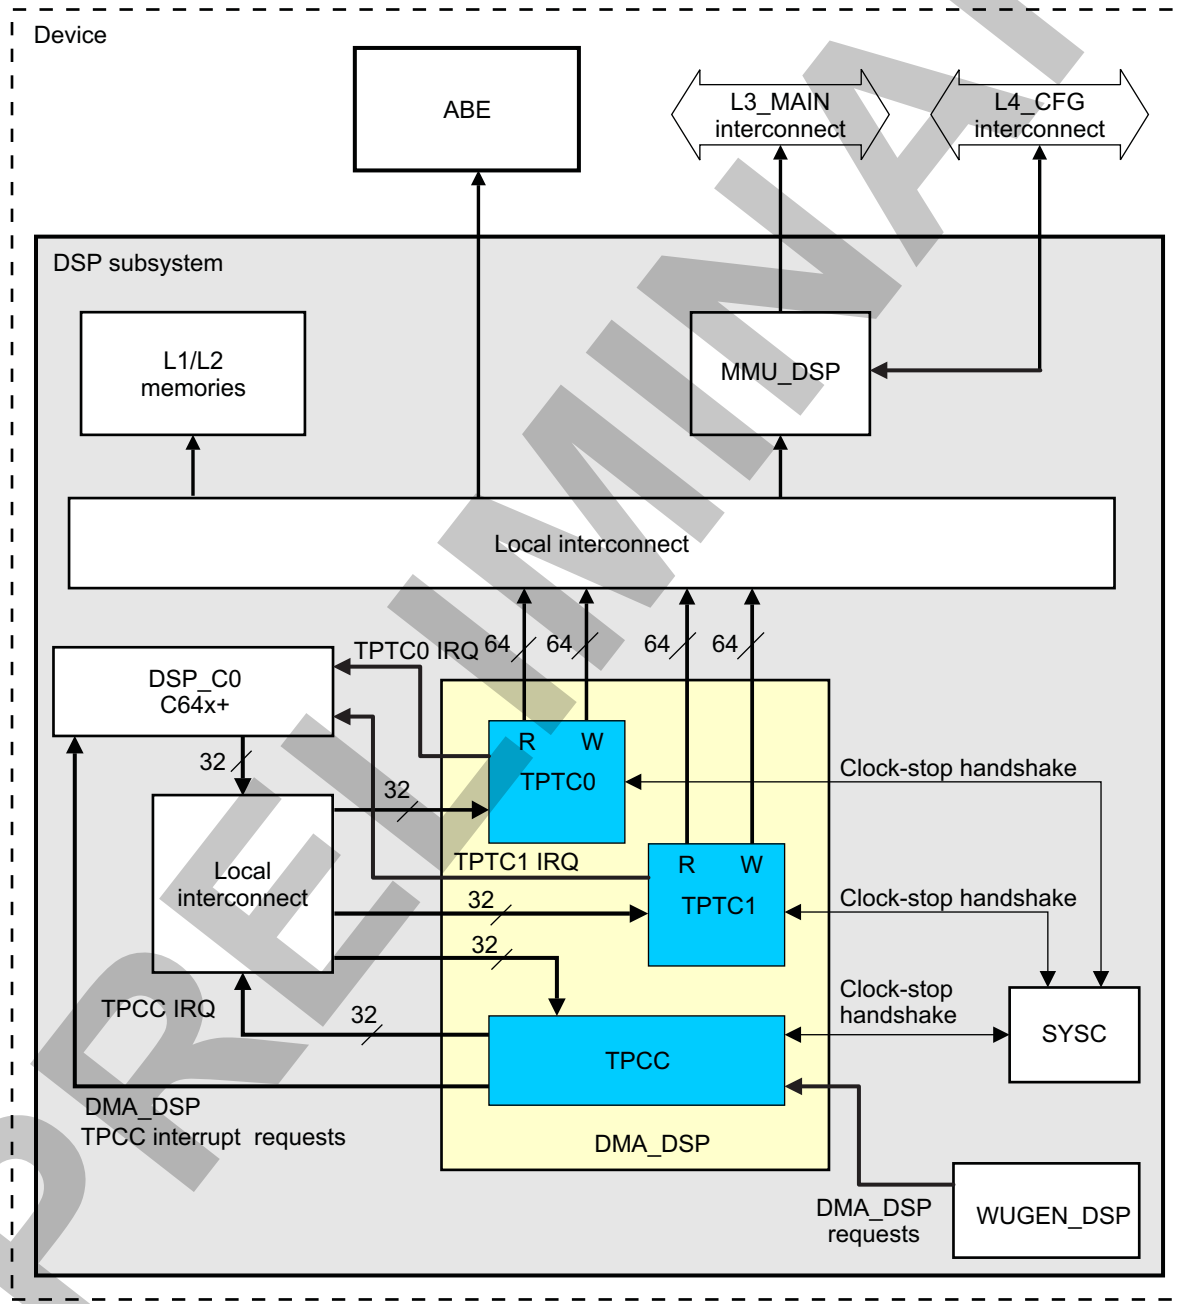 Device
ABE
L3_MAIN
interconnect
L4_CFG
interconnect
DSP subsystem
L1/L2
memories
MMU_DSP
Local interconnect
TPTC0 IRQ
64
64
64
64
DSP_C0
C64x+
R
W
TPTC0
32
32
Clock-stop handshake
Local
interconnect
TPTC1 IRQ
R
W
TPTC1
32
Clock-stop handshake
32
TPCC IRQ
32
Clock-stop
handshake
SYSC
TPCC
DMA_DSP
TPCC interrupt requests
DMA_DSP
DMA_DSP
requests
WUGEN_DSP
PRELIMINAR